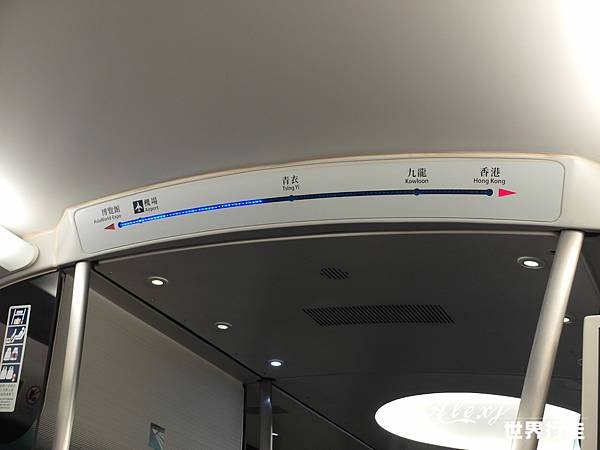 博覽館
AsiaWorld-Expo
機場
Airport
青衣
Tsing Yi
九龍
Kowloon
香港
Hong Kong
Alexs
世界行走